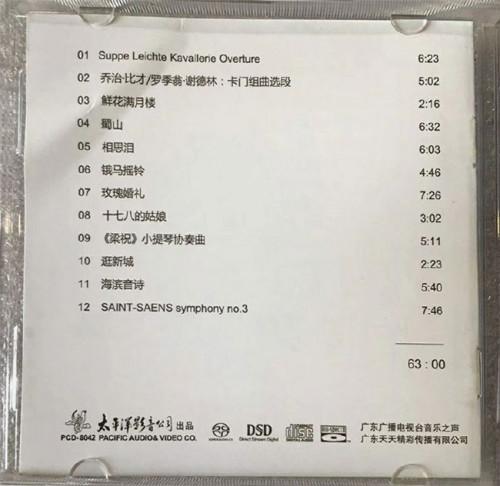 01 Suppe Leichte Kavallerie Overture 6:23
02 乔治·比才/罗季翁·谢德林：卡门组曲选段 5:02
03 鲜花满月楼 2:16
04 蜀山 6:32
05 相思泪 6:03
06 饿马摇铃 4:46
07 玫瑰婚礼 7:26
08 十七八的姑娘 3:02
09 《梁祝》小提琴协奏曲 5:11
10 逛新城 2:23
11 海滨音诗 5:40
12 SAINT-SAENS symphony no.3 7:46
63:00
太平洋影音公司 出品
PCD-8042 PACIFIC AUDIO& VIDEO CO.
DSD
Direct Stream Digital
disc
广东广播电视台音乐之声
广东天天精彩传播有限公司